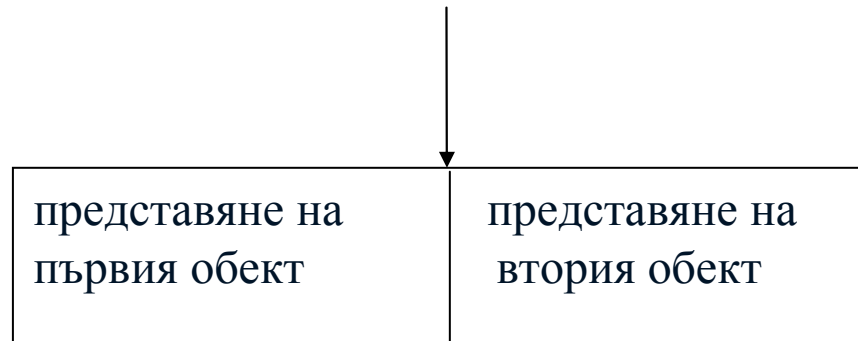 представяне на
първия обект
представяне на
втория обект